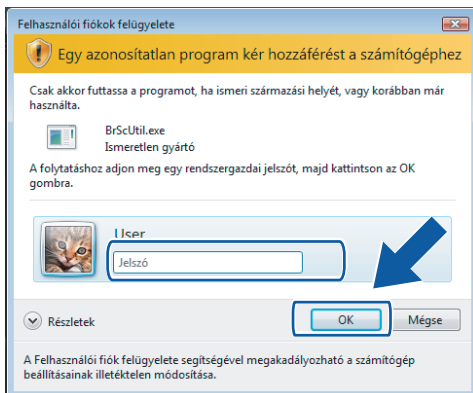 Felhasználói fiókok felügyelete
Egy azonosítatlan program kér hozzáférést a számítógéphez
Csak akkor futtassa a programot, ha ismeri származási helyét, vagy korábban már
használta.
BrScUtil.exe
Ismeretlen gyártó
A folytatáshoz adjon meg egy rendszergazdai jelszót, majd kattintson az OK
gombra.
User
Jelszó
Részletek
OK
Mégse
A Felhasználói fiók felügyelete segítségével megakadályozható a számítógép
beállításainak illetéktelen módosítása.